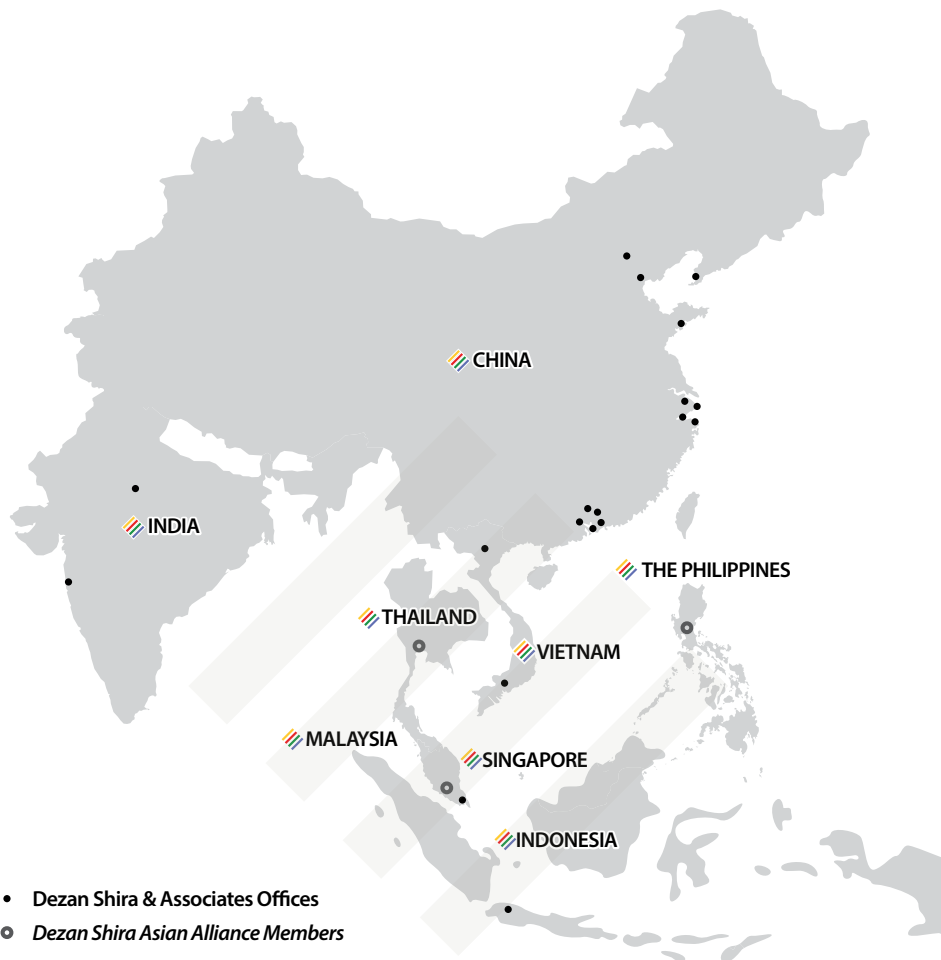 CHINA
INDIA
THE PHILIPPINES
THAILAND
VIETNAM
MALAYSIA
SINGAPORE
INDONESIA
Dezan Shira & Associates Offices
Dezan Shira Asian Alliance Members